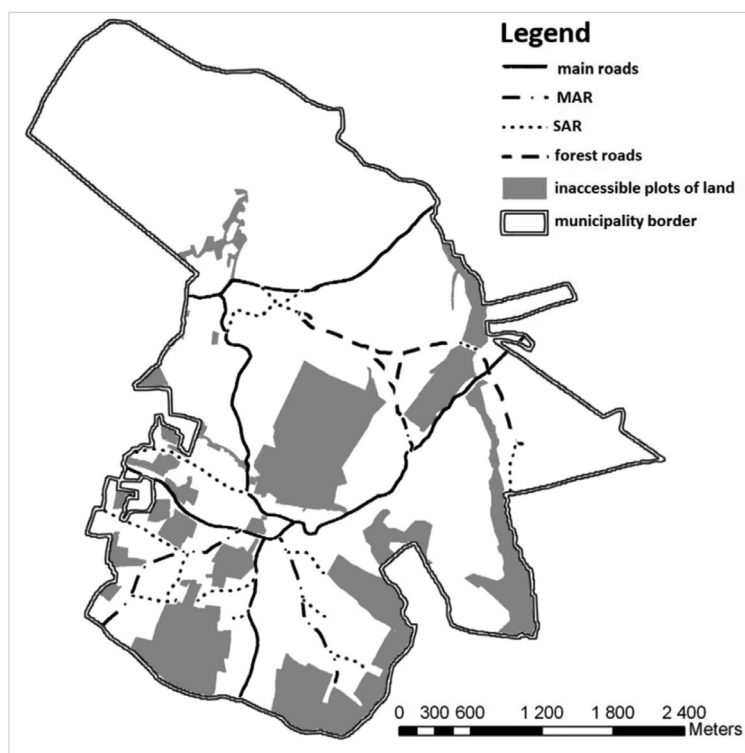 Legend
main roads
MAR
SAR
forest roads
inaccessible plots of land
municipality border
0 300 600 1 200 1 800 2 400
Meters